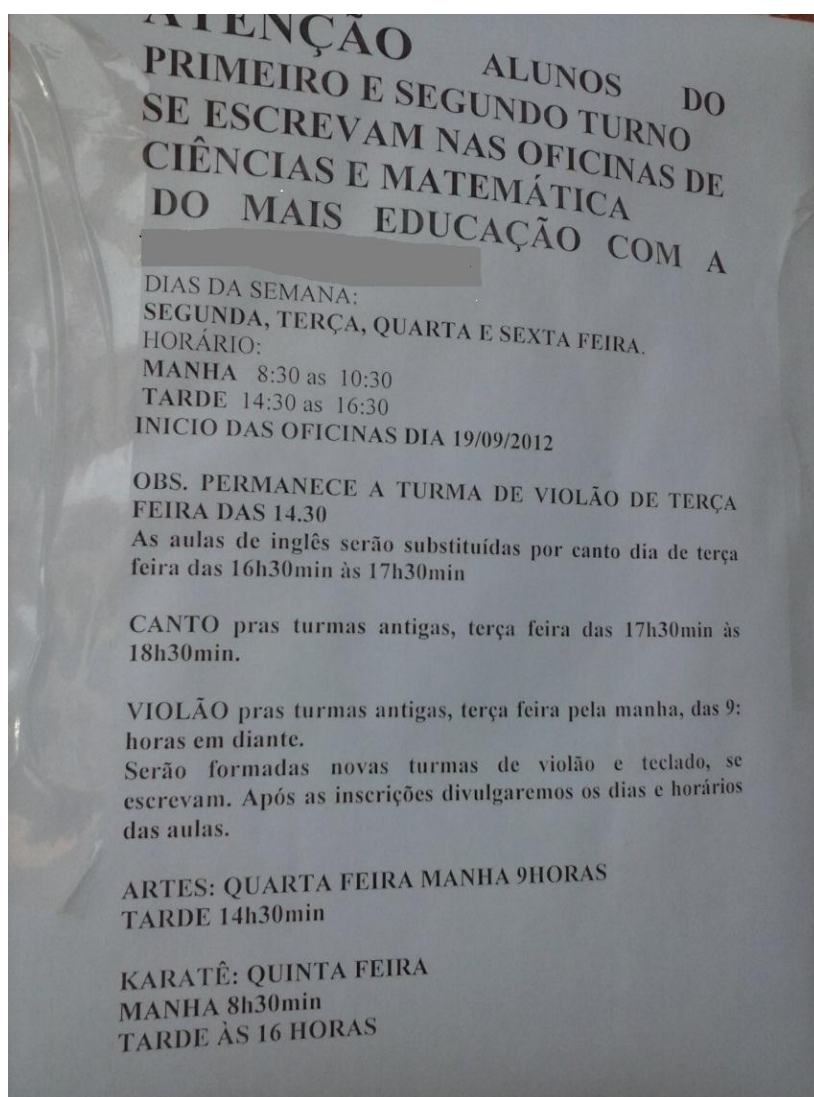 ATENÇÃO ALUNOS DO
PRIMEIRO E SEGUNDO TURNO
SE ESCREVAM NAS OFICINAS DE
CIÊNCIAS E MATEMÁTICA
DO MAIS EDUCAÇÃO COM A
DIAS DA SEMANA:
SEGUNDA, TERÇA, QUARTA E SEXTA FEIRA.
HORÁRIO:
MANHA 8:30 as 10:30
TARDE 14:30 as 16:30
INICIO DAS OFICINAS DIA 19/09/2012
OBS. PERMANECE A TURMA DE VIOLÃO DE TERÇA
FEIRA DAS 14.30
As aulas de inglês serão substituídas por canto dia de terça
feira das 16h30min às 17h30min
CANTO pras turmas antigas, terça feira das 17h30min às
18h30min.
VIOLÃO pras turmas antigas, terça feira pela manha, das 9:
horas em diante.
Serão formadas novas turmas de violão e teclado, se
escrevam. Após as inscrições divulgaremos os dias e horários
das aulas.
ARTES: QUARTA FEIRA MANHA 9HORAS
TARDE 14h30min
KARATÊ: QUINTA FEIRA
MANHA 8h30min
TARDE ÀS 16 HORAS